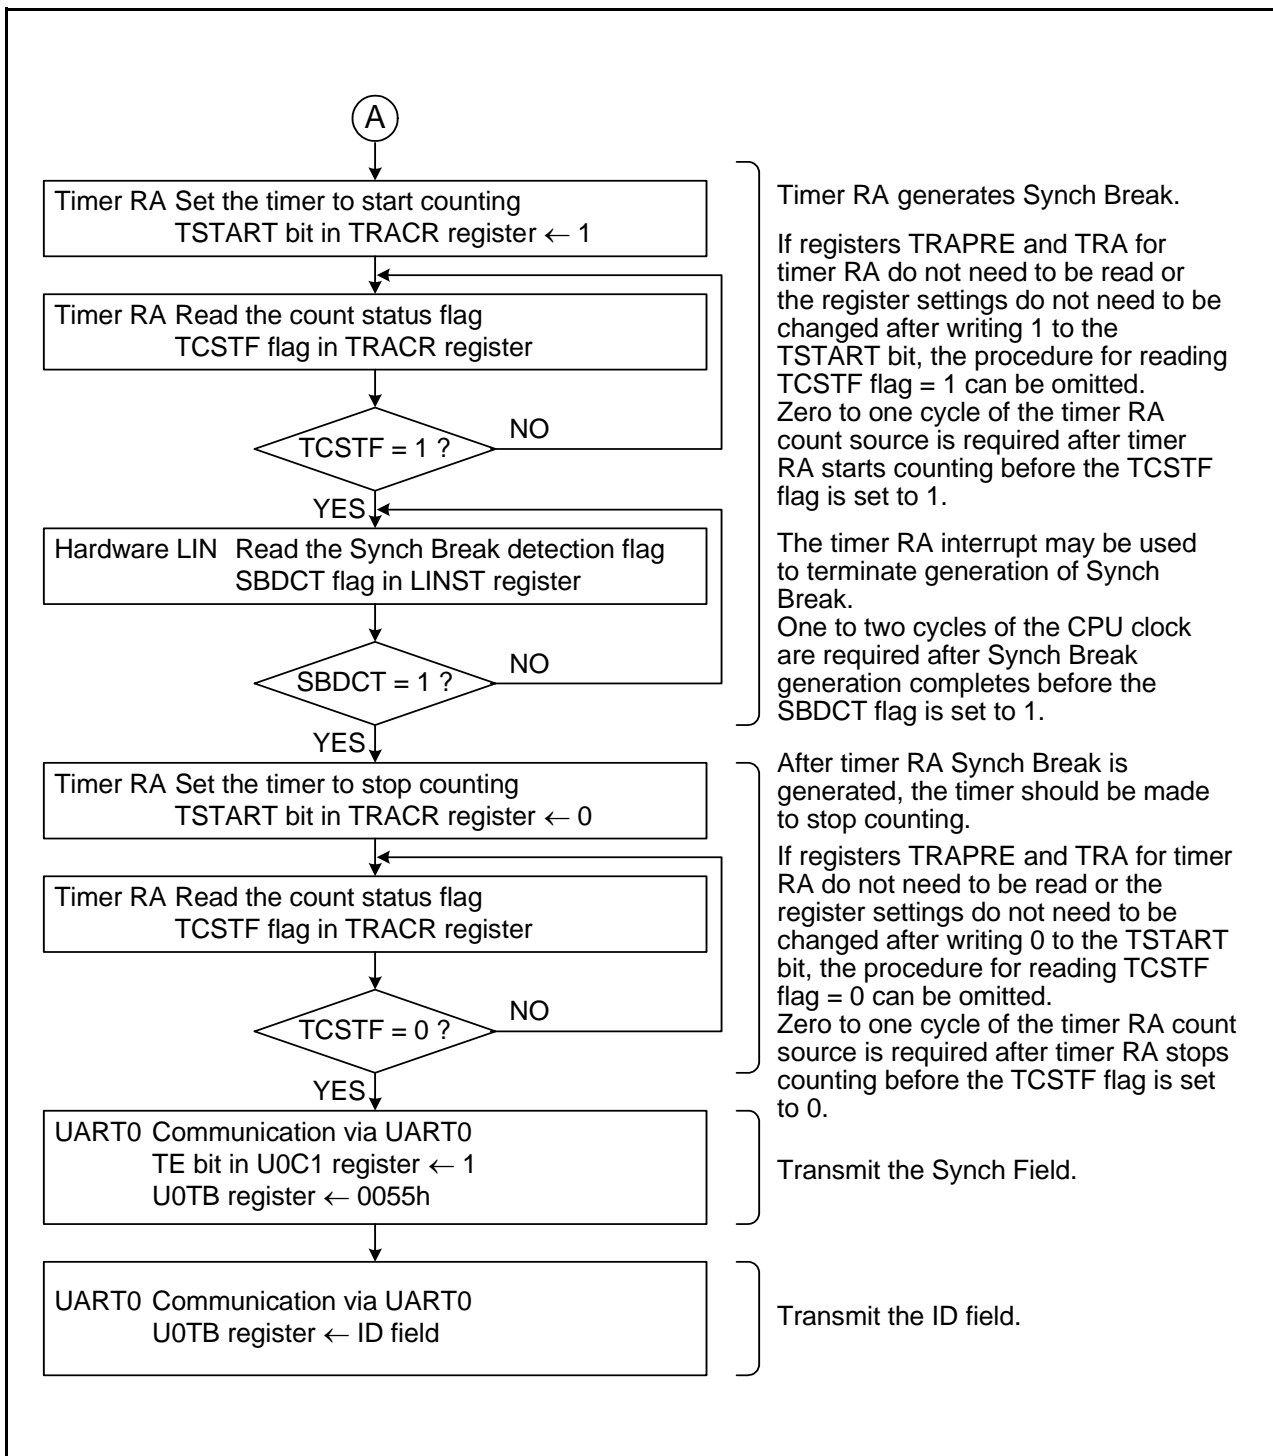 A
Timer RA Set the timer to start counting
TSTART bit in TRACR register ← 1
Timer RA Read the count status flag
TCSTF flag in TRACR register
TCSTF = 1 ?
NO
YES
Hardware LIN Read the Synch Break detection flag
SBDCT flag in LINST register
SBDCT = 1 ?
NO
YES
Timer RA generates Synch Break.
If registers TRAPRE and TRA for
timer RA do not need to be read or
the register settings do not need to be
changed after writing 1 to the
TSTART bit, the procedure for reading
TCSTF flag = 1 can be omitted.
Zero to one cycle of the timer RA
count source is required after timer
RA starts counting before the TCSTF
flag is set to 1.
The timer RA interrupt may be used
to terminate generation of Synch
Break.
One to two cycles of the CPU clock
are required after Synch Break
generation completes before the
SBDCT flag is set to 1.
Timer RA Set the timer to stop counting
TSTART bit in TRACR register ← 0
Timer RA Read the count status flag
TCSTF flag in TRACR register
TCSTF = 0 ?
NO
YES
After timer RA Synch Break is
generated, the timer should be made
to stop counting.
If registers TRAPRE and TRA for timer
RA do not need to be read or the
register settings do not need to be
changed after writing 0 to the TSTART
bit, the procedure for reading TCSTF
flag = 0 can be omitted.
Zero to one cycle of the timer RA count
source is required after timer RA stops
counting before the TCSTF flag is set
to 0.
UART0 Communication via UART0
TE bit in U0C1 register ← 1
U0TB register ← 0055h
Transmit the Synch Field.
UART0 Communication via UART0
U0TB register ← ID field
Transmit the ID field.